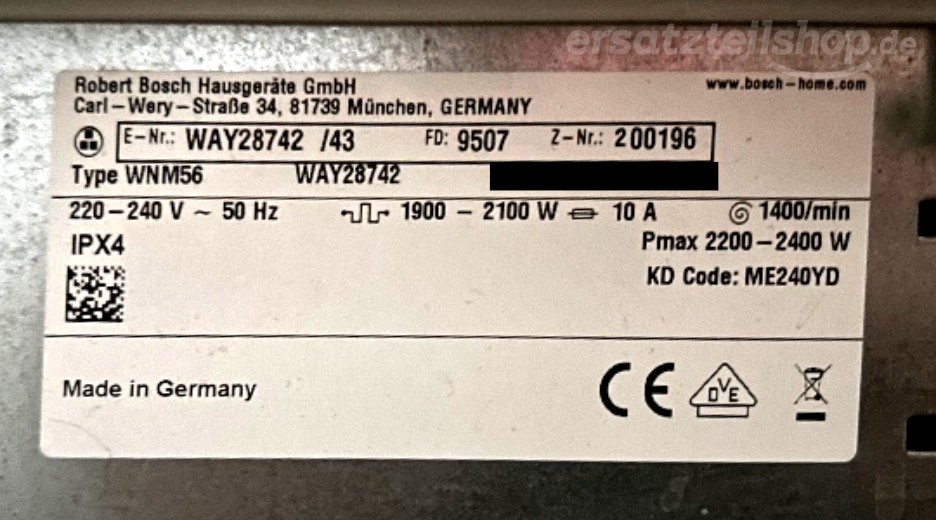 ersatzteilshop.de
Robert Bosch Hausgeräte GmbH www.bosch-home.com
Carl-Wery-Straße 34, 81739 München, GERMANY
E-Nr.: WAY28742 /43 FD: 9507 Z-Nr.: 200196
Type WNM56 WAY28742
220-240 V ~ 50 Hz 1900 - 2100 W 10 A 1400/min
IPX4 Pmax 2200-2400 W
KD Code: ME240YD
Made in Germany CE DVE